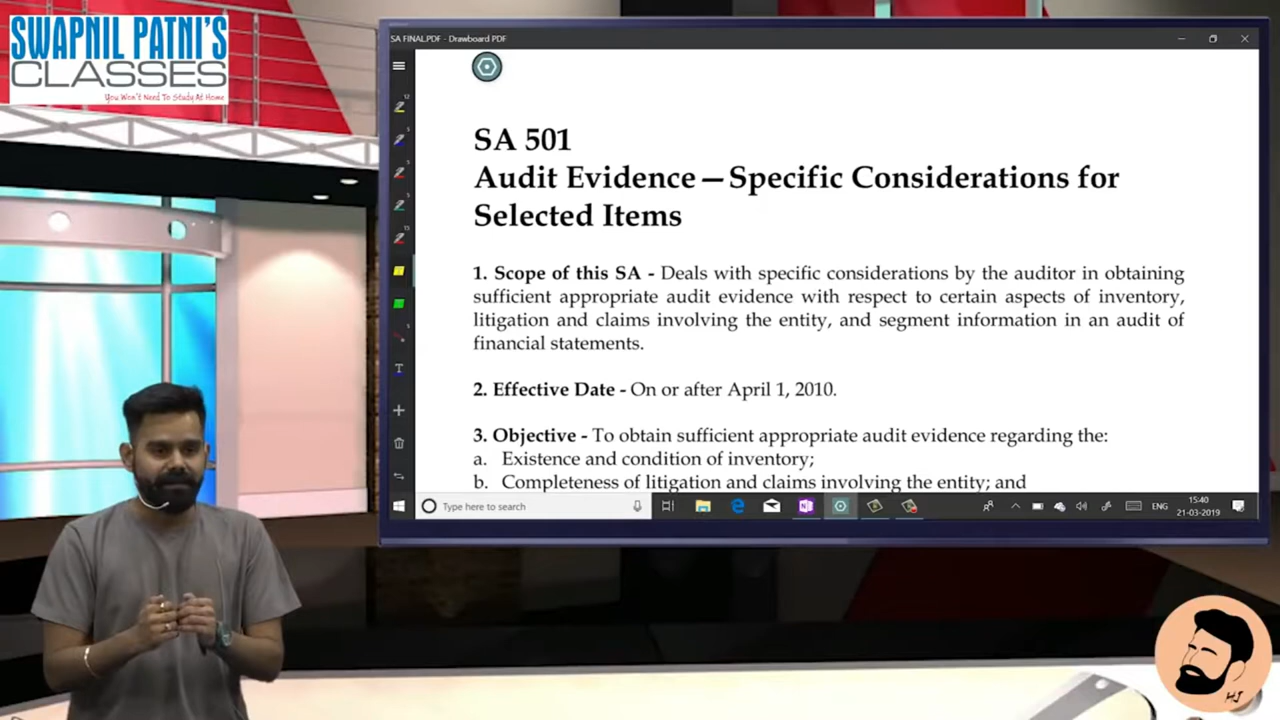 SWAPNIL PATNI'S
CLASSES
You Won't Need To Study At Home
SA FINAL.PDF - Drawboard PDF
SA 501
Audit Evidence—Specific Considerations for
Selected Items
1. Scope of this SA - Deals with specific considerations by the auditor in obtaining
sufficient appropriate audit evidence with respect to certain aspects of inventory,
litigation and claims involving the entity, and segment information in an audit of
financial statements.
2. Effective Date - On or after April 1, 2010.
3. Objective - To obtain sufficient appropriate audit evidence regarding the:
a. Existence and condition of inventory;
b. Completeness of litigation and claims involving the entity; and
Type here to search
ENG
15:40
21-03-2019
HJ